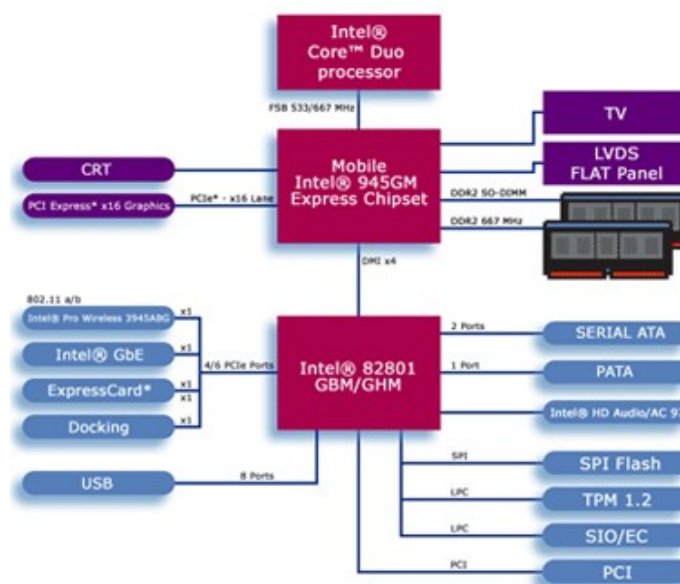 Intel®
Core™ Duo
processor
FSB 533/667 MHz
TV
CRT
Mobile
Intel® 945GM
Express Chipset
LVDS
FLAT Panel
PCI Express* x16 Graphics
PCIe* - x16 Lane
DDR2 SO-DIMM
DDR2 667 MHz
DMI x4
802.11 a/b
Intel® Pro Wireless 3945ABG
x1
Intel® GbE
x1
ExpressCard*
x1
x1
Docking
x1
4/6 PCIe Ports
Intel® 82801
GBM/GHM
2 Ports
SERIAL ATA
1 Port
PATA
Intel® HD Audio/AC 9
USB
8 Ports
SPI
SPI Flash
LPC
TPM 1.2
LPC
SIO/EC
PCI
PCI